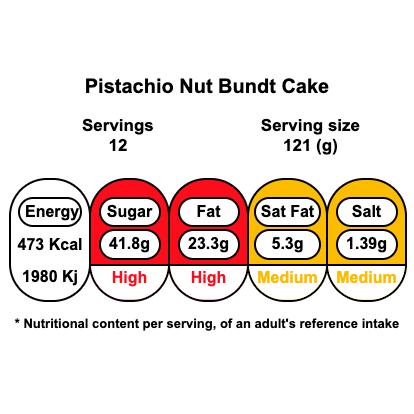 Pistachio Nut Bundt Cake
Servings Serving size
12 121 (g)
Energy Sugar Fat Sat Fat Salt
473 Kcal 41.8g 23.3g 5.3g 1.39g
1980 Kj High High Medium Medium
* Nutritional content per serving, of an adult's reference intake